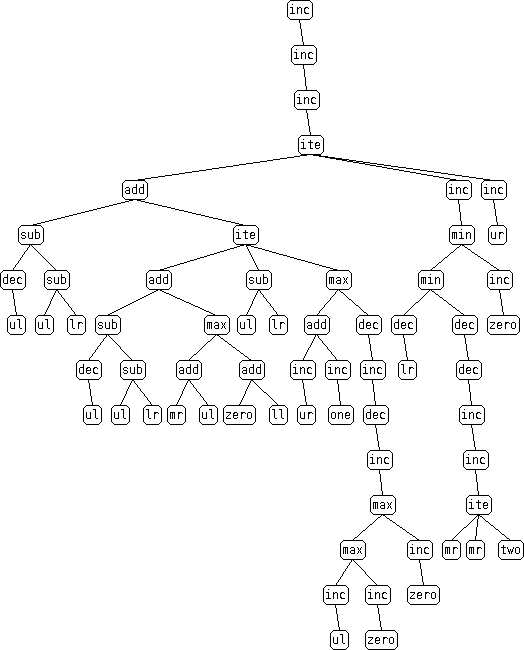 inc
inc
inc
ite
add inc inc
sub ite min ur
dec sub add sub max min inc
ul ul lr sub max ul lr add dec dec dec zero
dec sub add add inc inc inc lr dec
ul ul lr mr ul zero ll ur one dec inc
inc inc
max ite
max inc mr mr two
inc inc zero
ul zero